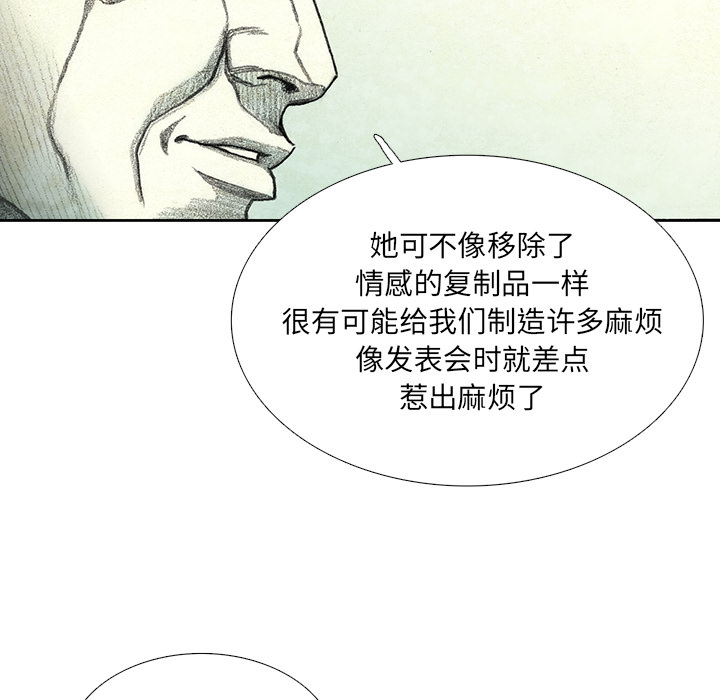 她可不像移除了
情感的复制品一样
很有可能给我们制造许多麻烦
像发表会时就差点
惹出麻烦了